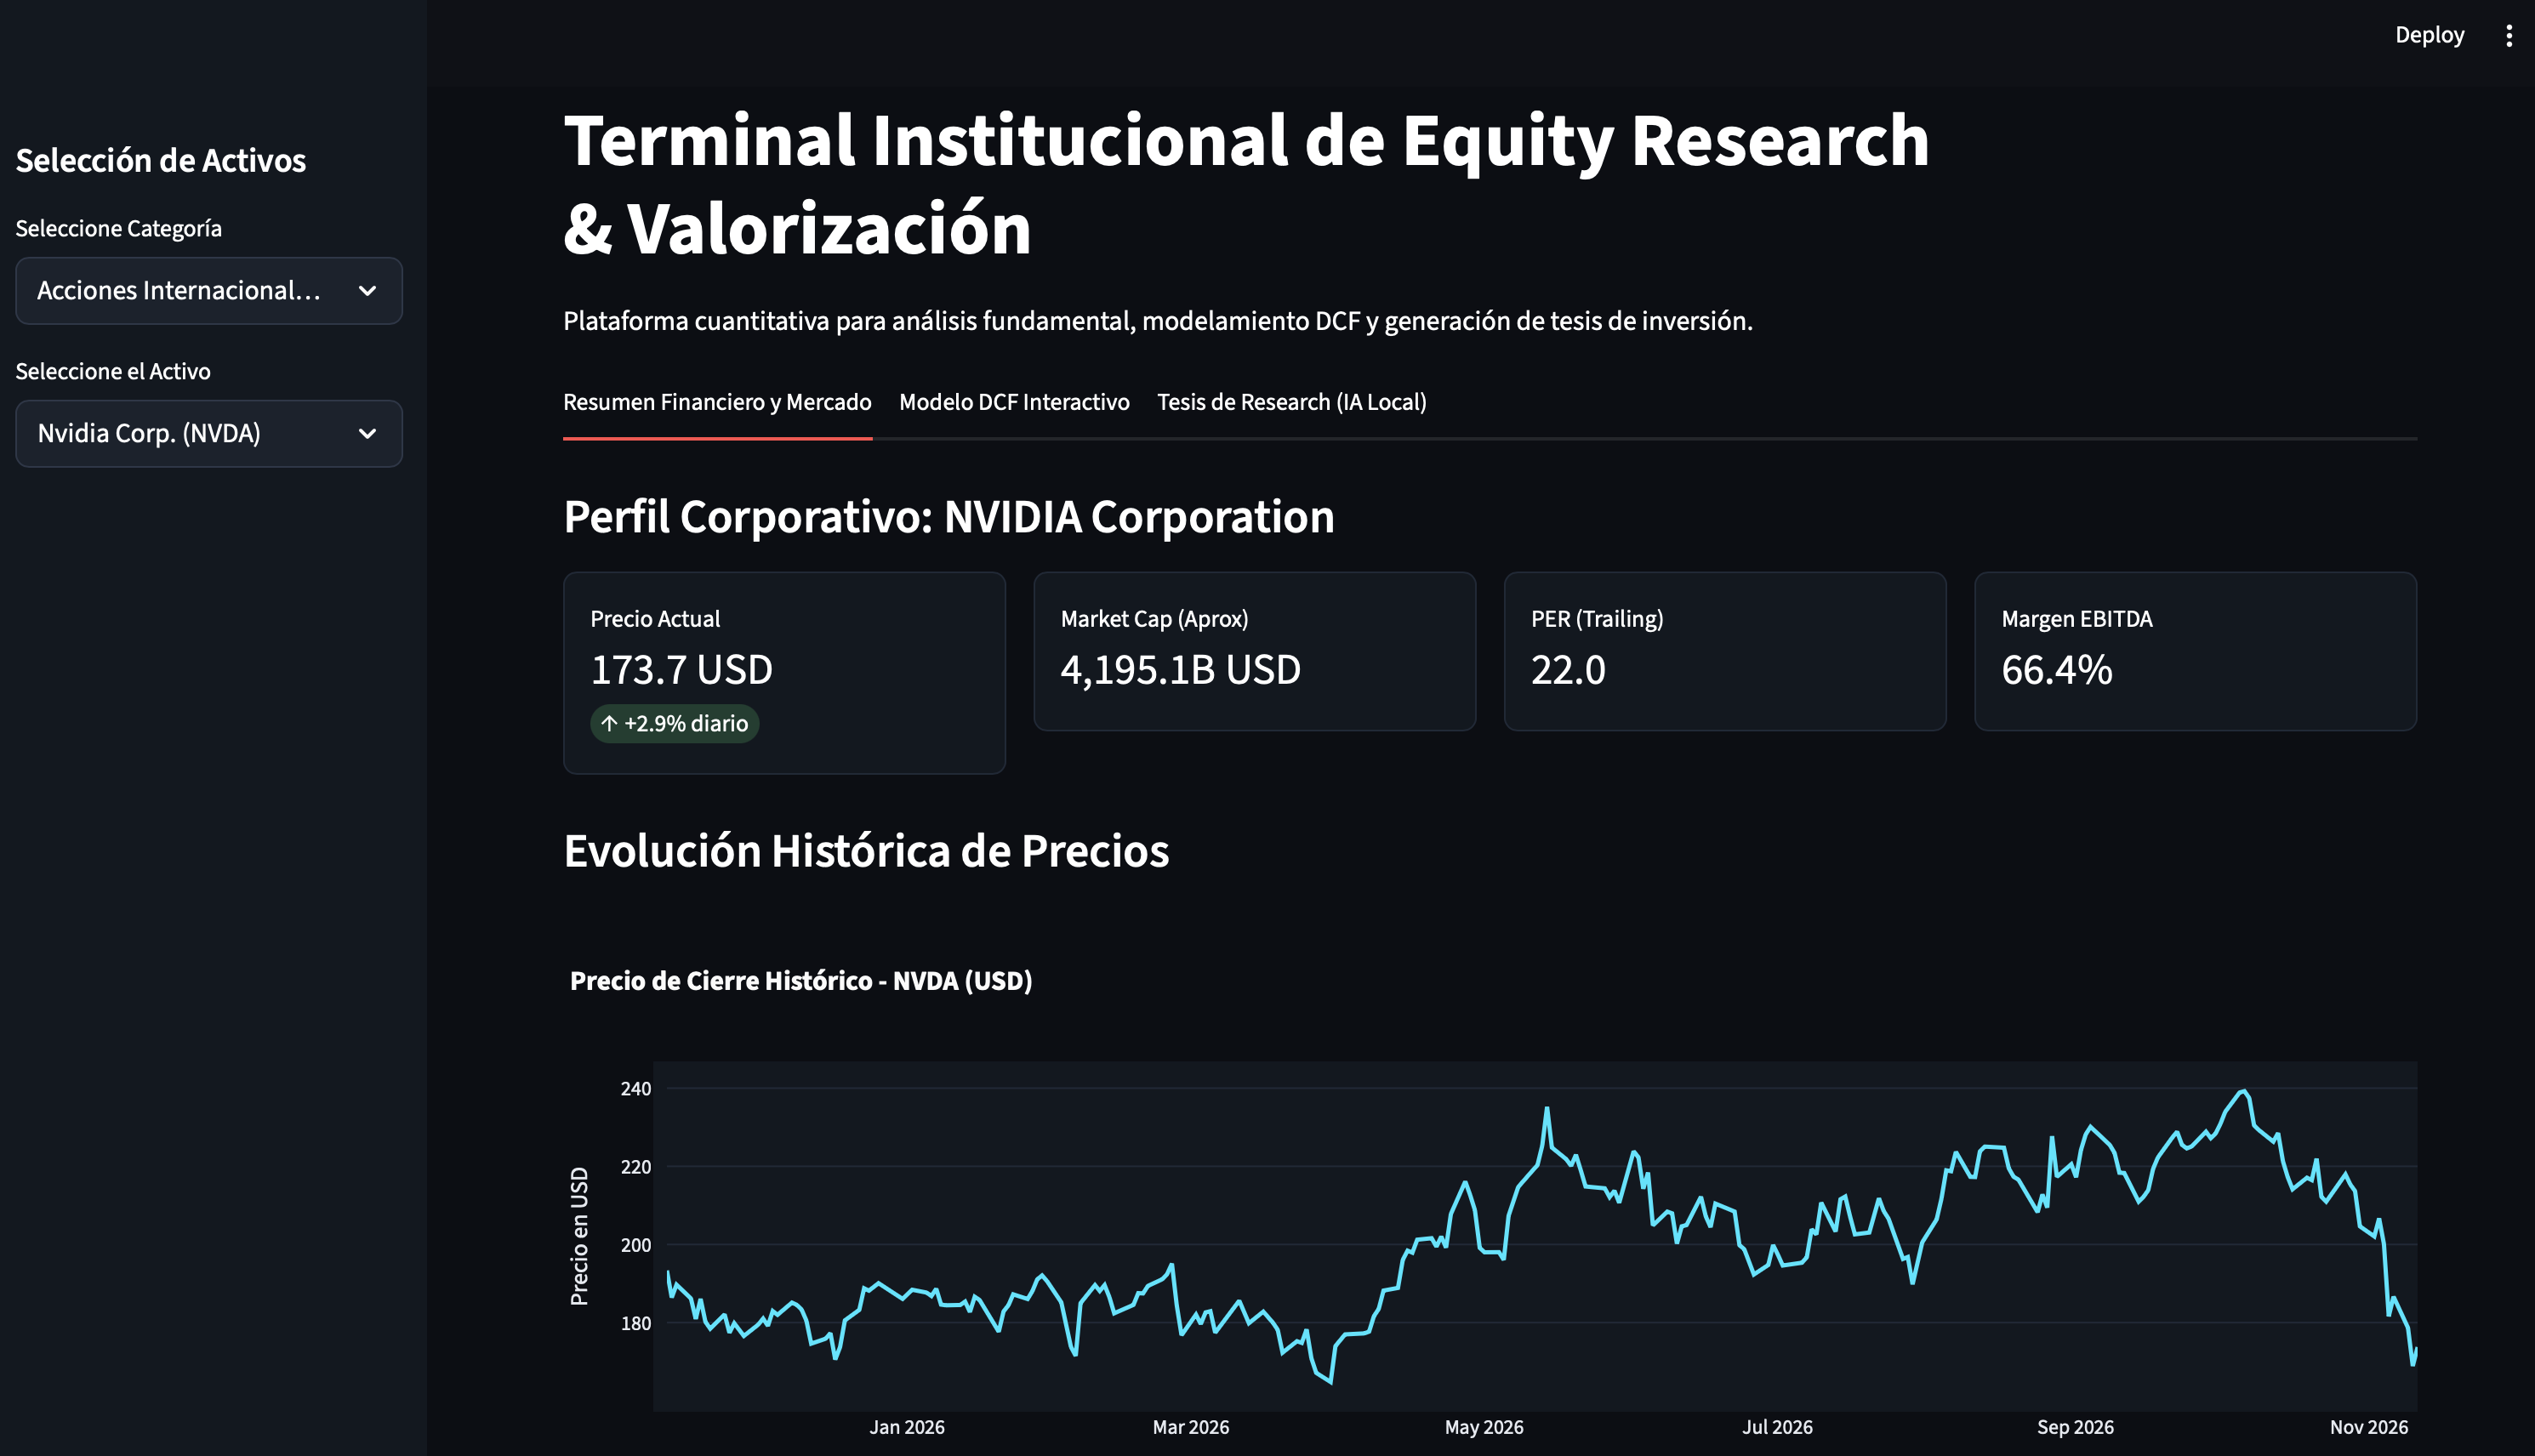 Deploy
Selección de Activos
Seleccione Categoría
Acciones Internacional...
Seleccione el Activo
Nvidia Corp. (NVDA)
Terminal Institucional de Equity Research
& Valorización
Plataforma cuantitativa para análisis fundamental, modelamiento DCF y generación de tesis de inversión.
Resumen Financiero y Mercado
Modelo DCF Interactivo
Tesis de Research (IA Local)
Perfil Corporativo: NVIDIA Corporation
Precio Actual
173.7 USD
↑ +2.9% diario
Market Cap (Aprox)
4,195.1B USD
PER (Trailing)
22.0
Margen EBITDA
66.4%
Evolución Histórica de Precios
Precio de Cierre Histórico - NVDA (USD)
Precio en USD
240
220
200
180
Jan 2026
Mar 2026
May 2026
Jul 2026
Sep 2026
Nov 2026